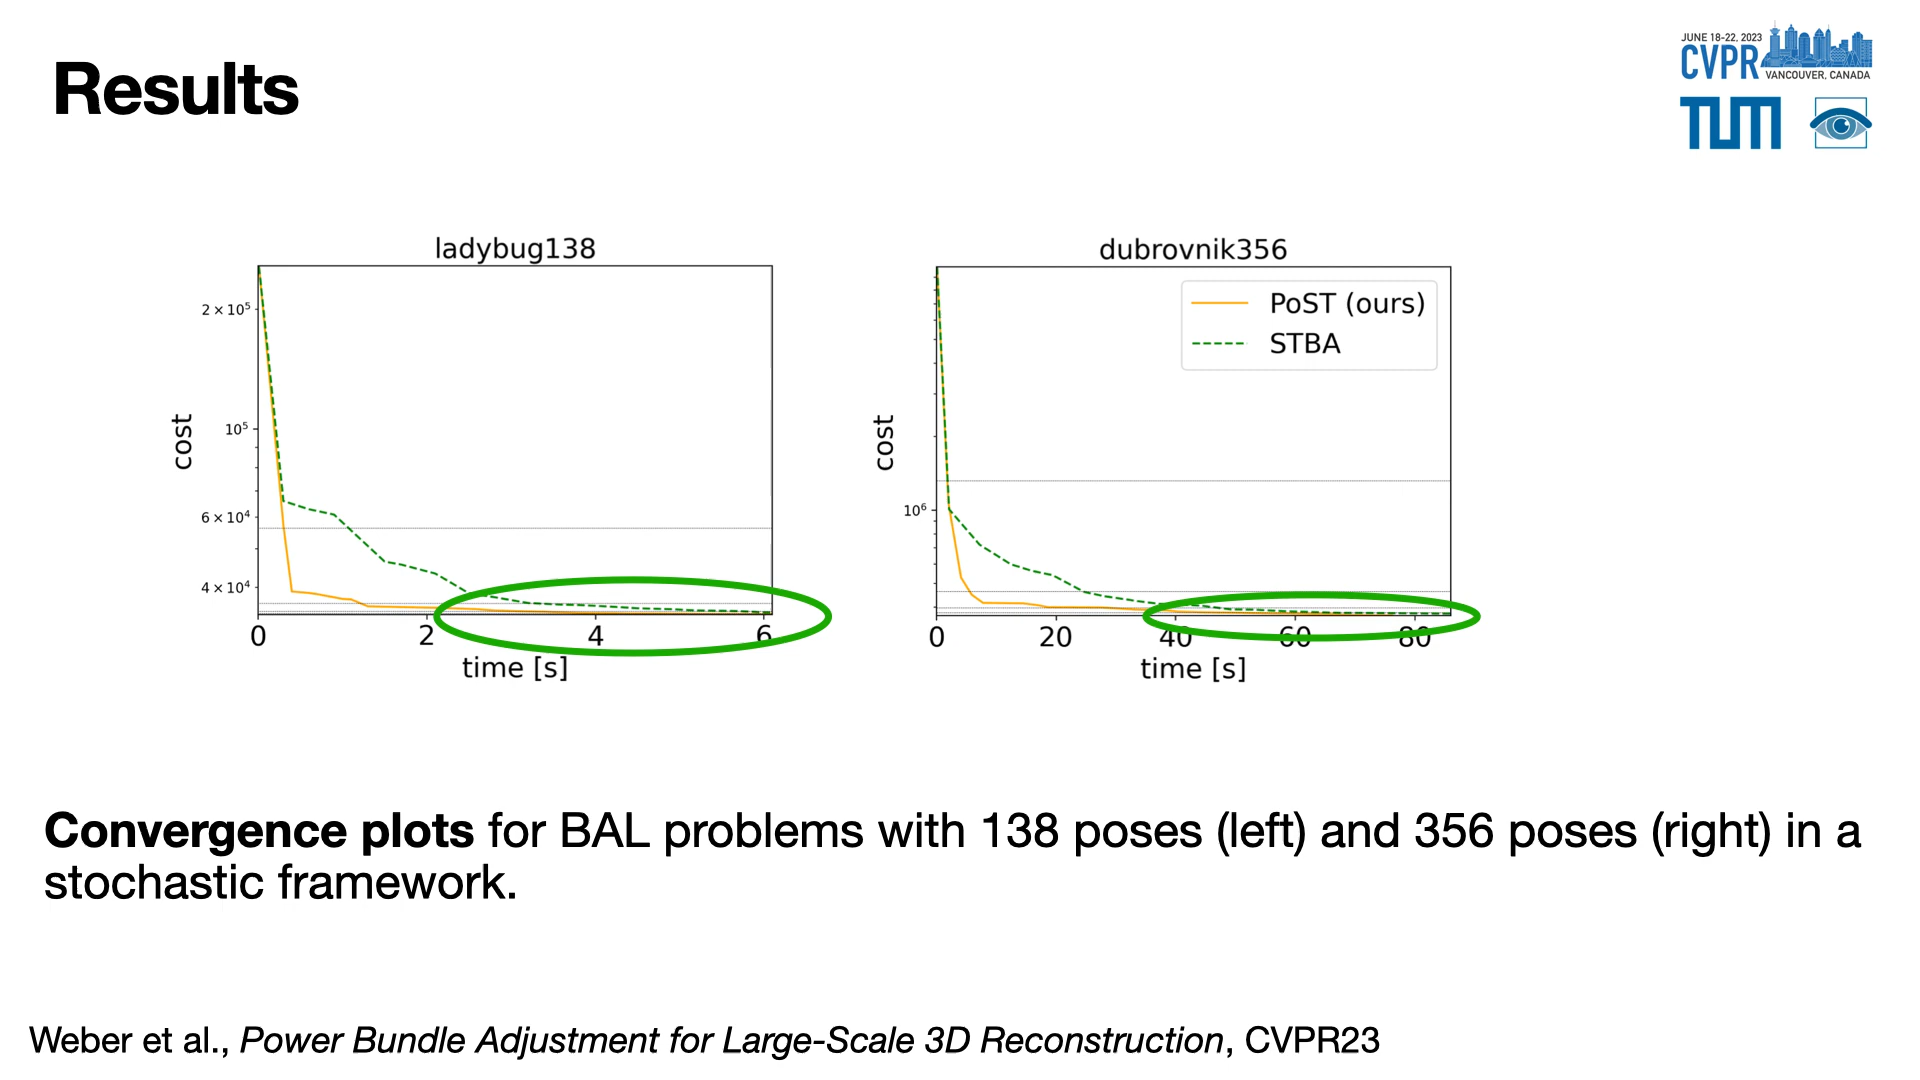 Results
JUNE 18-22, 2023
CVPR
VANCOUVER, CANADA
TUM
ladybug138
2 × 10⁵
10⁵
6 × 10⁴
4 × 10⁴
cost
0 2 4 6
time [s]
dubrovnik356
PoST (ours)
STBA
10⁶
cost
0 20 40 60 80
time [s]
Convergence plots for BAL problems with 138 poses (left) and 356 poses (right) in a
stochastic framework.
Weber et al., Power Bundle Adjustment for Large-Scale 3D Reconstruction, CVPR23